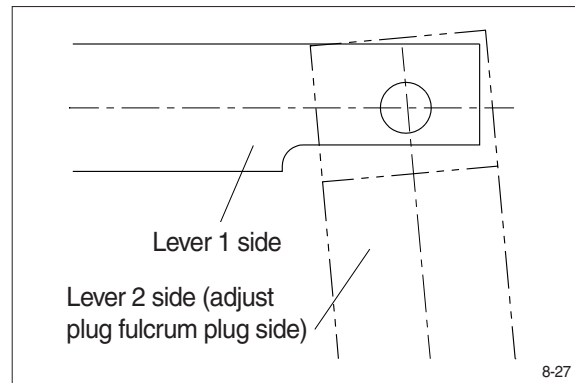 Lever 1 side
Lever 2 side (adjust
plug fulcrum plug side)
8-27